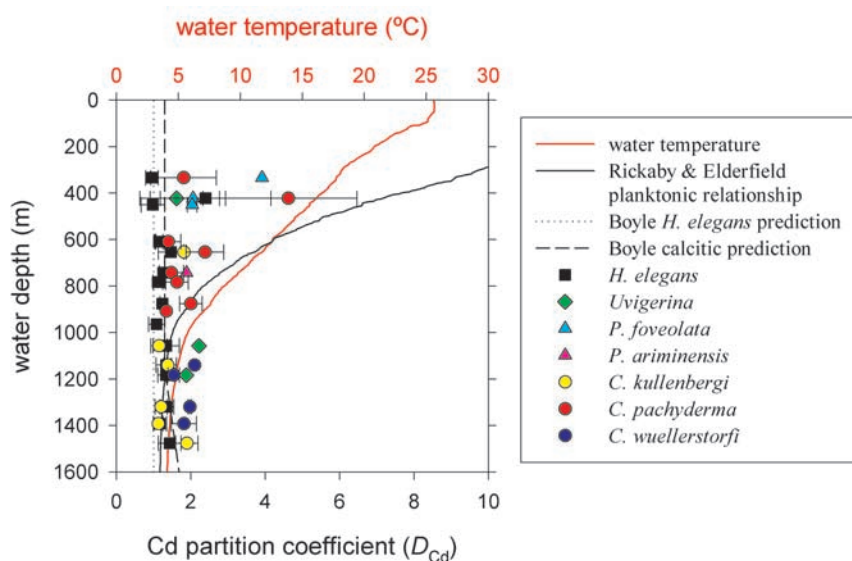 water temperature (ºC)
0 5 10 15 20 25 30
water depth (m)
0
200
400
600
800
1000
1200
1400
1600
0 2 4 6 8 10
Cd partition coefficient (D_Cd)
water temperature
Rickaby & Elderfield
planktonic relationship
Boyle H. elegans prediction
Boyle calcitic prediction
H. elegans
Uvigerina
P. foveolata
P. ariminensis
C. kullenbergi
C. pachyderma
C. wuellerstorfi